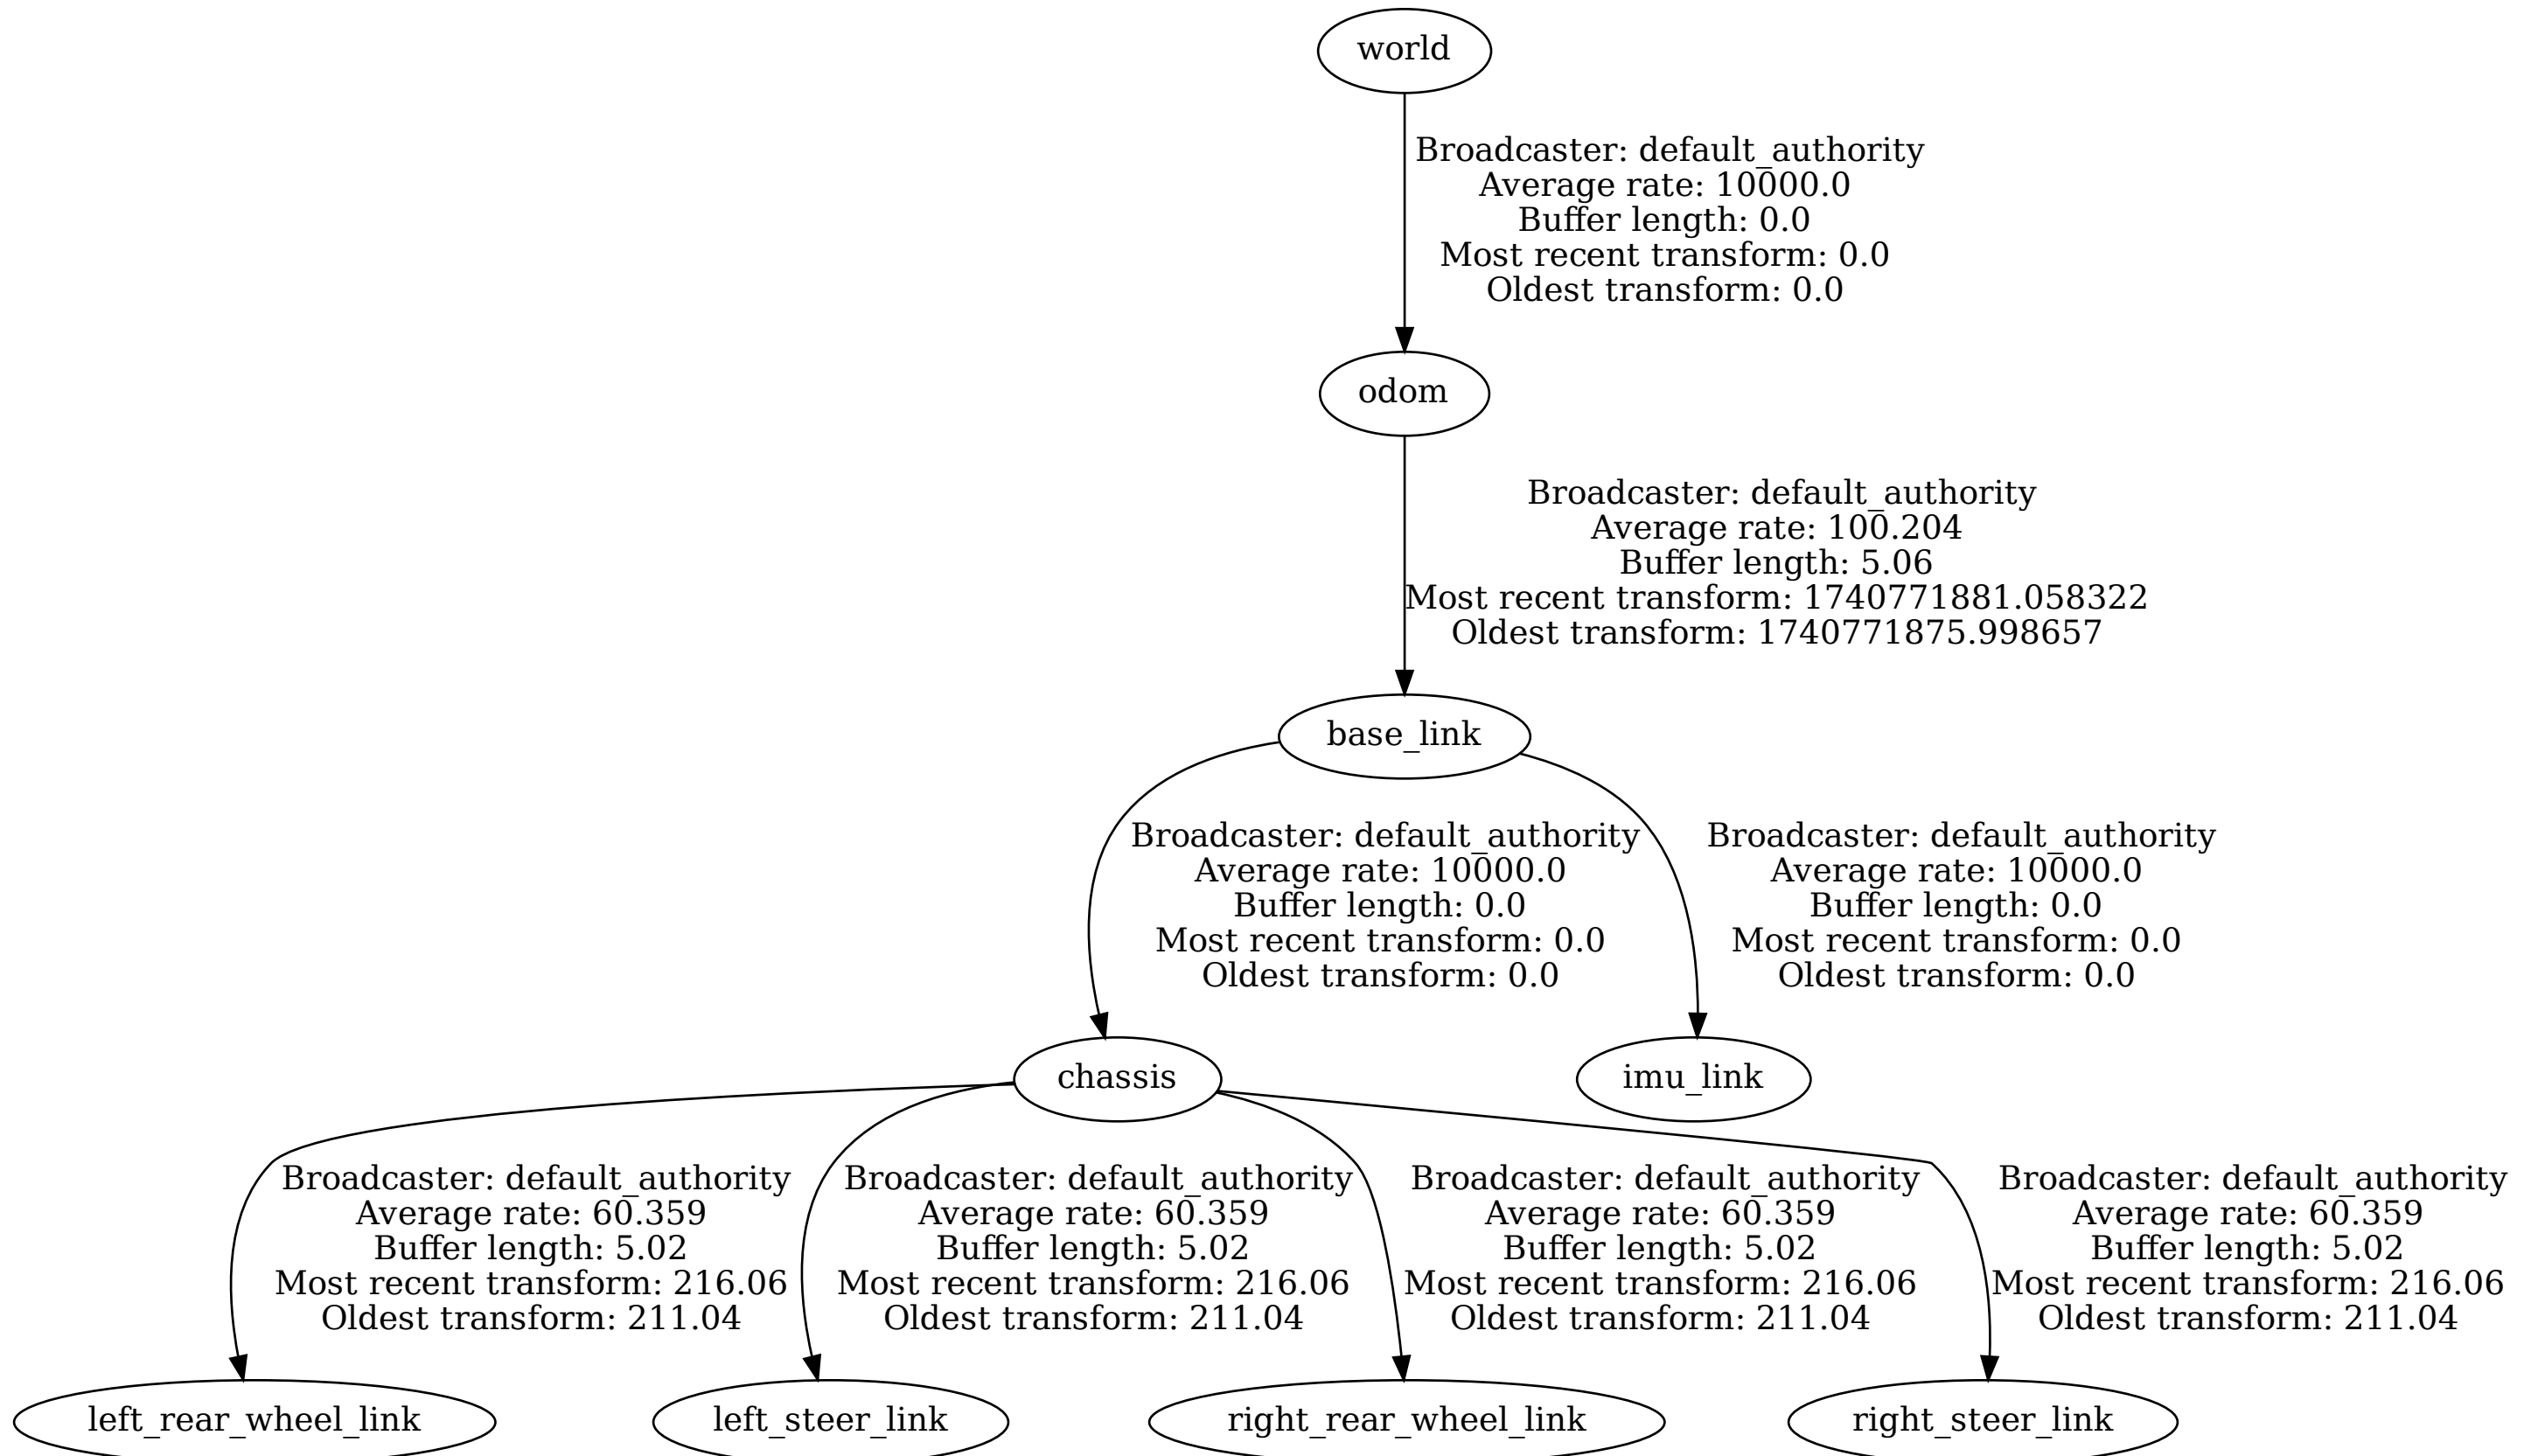 world
Broadcaster: default_authority
Average rate: 10000.0
Buffer length: 0.0
Most recent transform: 0.0
Oldest transform: 0.0
odom
Broadcaster: default_authority
Average rate: 100.204
Buffer length: 5.06
Most recent transform: 1740771881.058322
Oldest transform: 1740771875.998657
base_link
Broadcaster: default_authority
Average rate: 10000.0
Buffer length: 0.0
Most recent transform: 0.0
Oldest transform: 0.0
Broadcaster: default_authority
Average rate: 10000.0
Buffer length: 0.0
Most recent transform: 0.0
Oldest transform: 0.0
chassis
imu_link
Broadcaster: default_authority
Average rate: 60.359
Buffer length: 5.02
Most recent transform: 216.06
Oldest transform: 211.04
Broadcaster: default_authority
Average rate: 60.359
Buffer length: 5.02
Most recent transform: 216.06
Oldest transform: 211.04
Broadcaster: default_authority
Average rate: 60.359
Buffer length: 5.02
Most recent transform: 216.06
Oldest transform: 211.04
Broadcaster: default_authority
Average rate: 60.359
Buffer length: 5.02
Most recent transform: 216.06
Oldest transform: 211.04
left_rear_wheel_link
left_steer_link
right_rear_wheel_link
right_steer_link